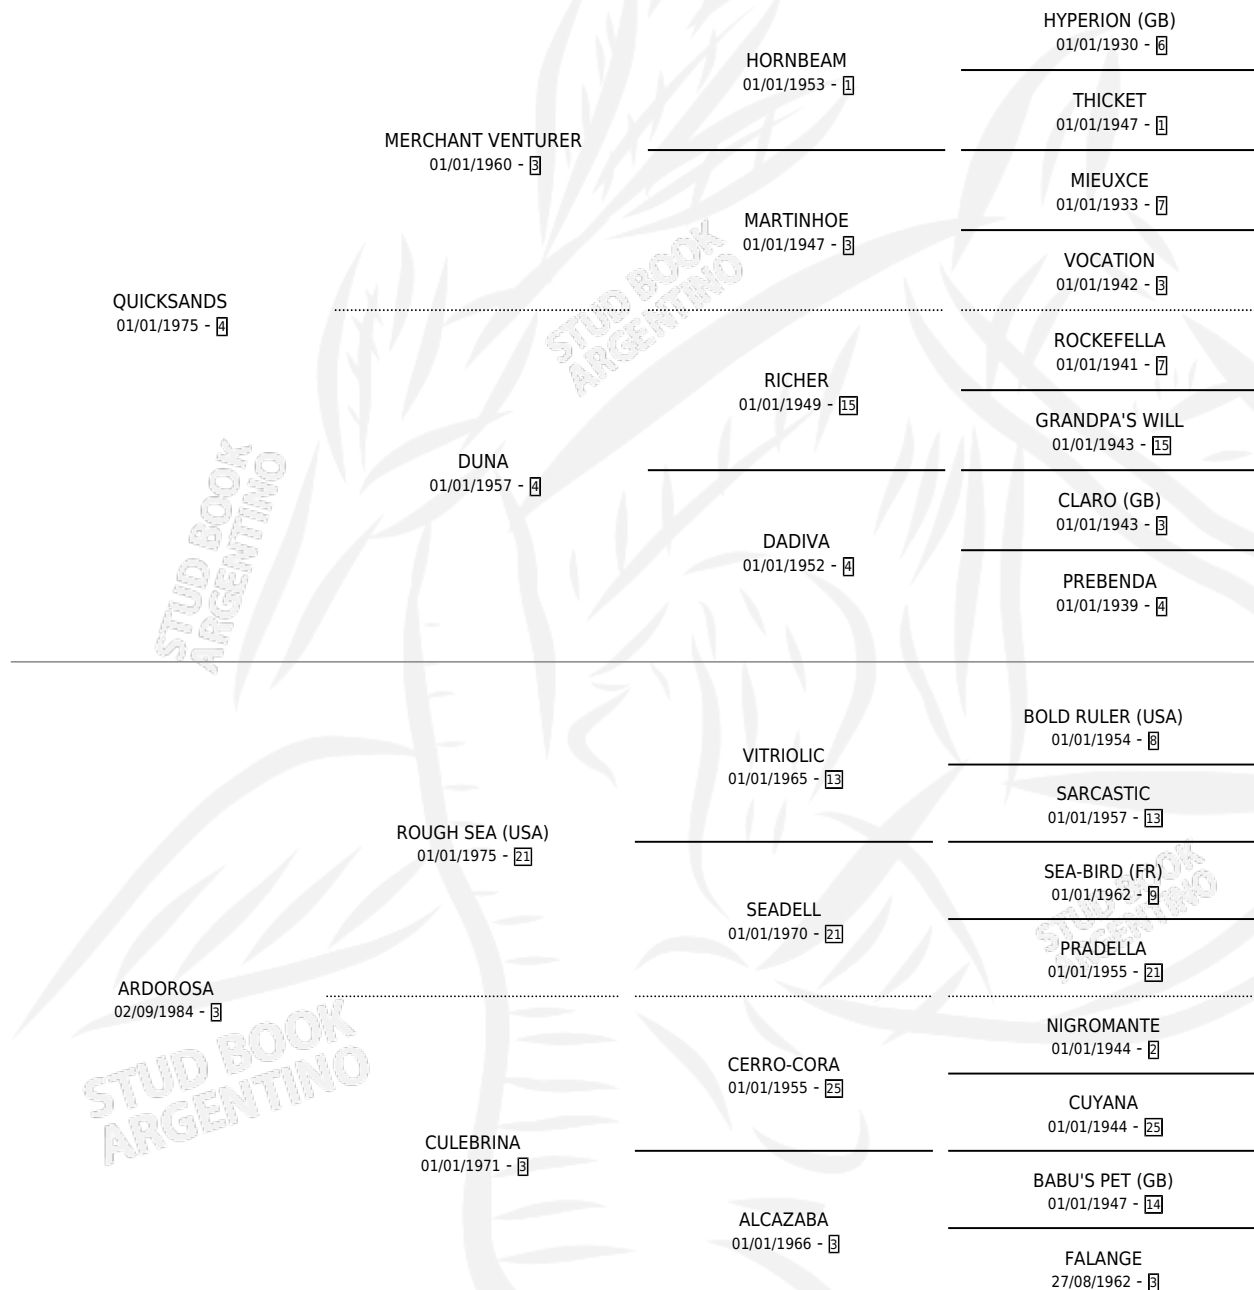 HYPERION (GB)
01/01/1930 - 6
HORNBEAM
01/01/1953 - 1
THICKET
01/01/1947 - 1
MERCHANT VENTURER
01/01/1960 - 3
MIEUXCE
01/01/1933 - 7
MARTINHOE
01/01/1947 - 3
VOCATION
01/01/1942 - 3
QUICKSANDS
01/01/1975 - 4
ROCKEFELLA
01/01/1941 - 7
RICHER
01/01/1949 - 15
GRANDPA'S WILL
01/01/1943 - 15
DUNA
01/01/1957 - 4
CLARO (GB)
01/01/1943 - 3
DADIVA
01/01/1952 - 4
PREBENDA
01/01/1939 - 4
BOLD RULER (USA)
01/01/1954 - 8
VITRIOLIC
01/01/1965 - 13
SARCASTIC
01/01/1957 - 13
ROUGH SEA (USA)
01/01/1975 - 21
SEA-BIRD (FR)
01/01/1962 - 9
SEADELL
01/01/1970 - 21
PRADELLA
01/01/1955 - 21
ARDOROSA
02/09/1984 - 3
NIGROMANTE
01/01/1944 - 2
CERRO-CORA
01/01/1955 - 25
CUYANA
01/01/1944 - 25
CULEBRINA
01/01/1971 - 3
BABU'S PET (GB)
01/01/1947 - 14
ALCAZABA
01/01/1966 - 3
FALANGE
27/08/1962 - 3
STUD BOOK
ARGENTINO
STUD BOOK
ARGENTINO
STUD BOOK
ARGENTINO
STUD BOOK
ARGENTINO